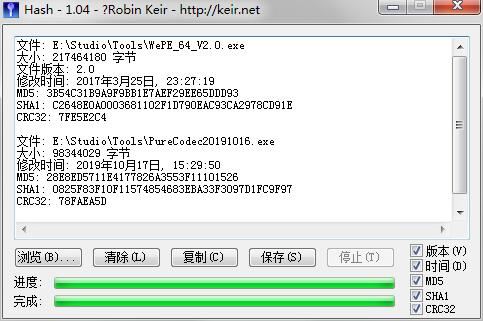 Hash - 1.04 - ?Robin Keir - http://keir.net
文件: E:\Studio\Tools\WePE_64_V2.0.exe
大小: 217464180 字节
文件版本: 2.0
修改时间: 2017年3月25日, 23:27:19
MD5: 3B54C31B9A9F9BB1E7AEF29EE65DDD93
SHA1: C2648E0A0003681102F1D790EAC93CA2978CD91E
CRC32: 7FE5E2C4
文件: E:\Studio\Tools\PureCodec20191016.exe
大小: 98344029 字节
修改时间: 2019年10月17日, 15:29:50
MD5: 28E8ED5711E4177826A3553F11101526
SHA1: 0825F83F10F11574854683EBA33F3097D1FC9F97
CRC32: 78FAEA5D
浏览(B)... 清除(L) 复制(C) 保存(S) 停止(T)
版本(V)
时间(D)
MD5
SHA1
CRC32
进度:
完成: